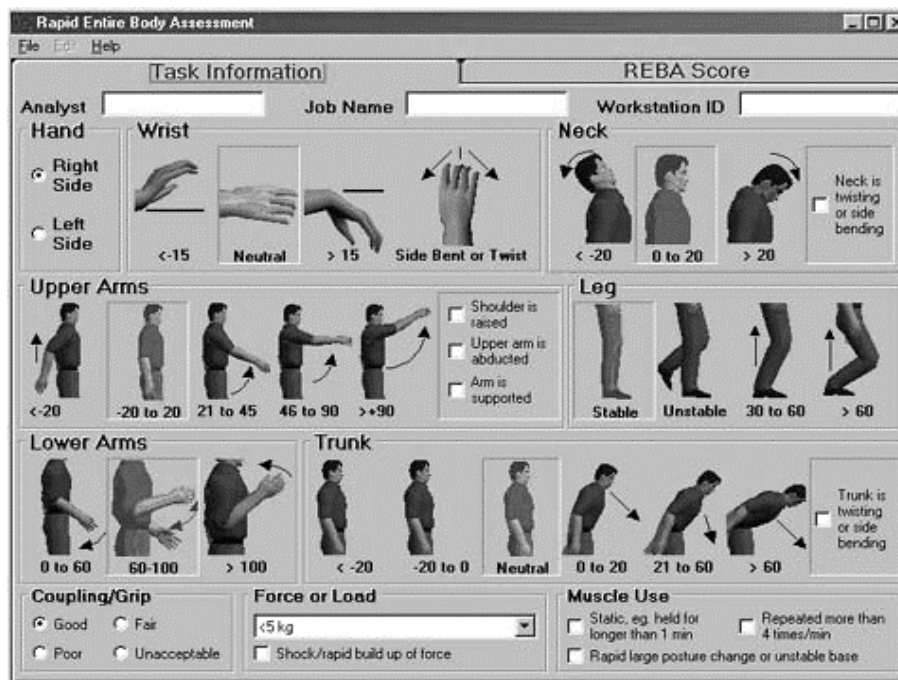 Rapid Entire Body Assessment
File Edit Help
Task Information
REBA Score
Analyst
Job Name
Workstation ID
Hand
Right
Side
Left
Side
Wrist
<-15
Neutral
> 15
Side Bent or Twist
Neck
< -20
0 to 20
> 20
Neck is
twisting
or side
bending
Upper Arms
<-20
-20 to 20
21 to 45
46 to 90
>+90
Shoulder is
raised
Upper arm is
abducted
Arm is
supported
Leg
Stable
Unstable
30 to 60
> 60
Lower Arms
0 to 60
60-100
> 100
Trunk
< -20
-20 to 0
Neutral
0 to 20
21 to 60
> 60
Trunk is
twisting
or side
bending
Coupling/Grip
Good
Fair
Poor
Unacceptable
Force or Load
<5 kg
Shock/rapid build up of force
Muscle Use
Static, eg. held for
longer than 1 min
Repeated more than
4 times/min
Rapid large posture change or unstable base